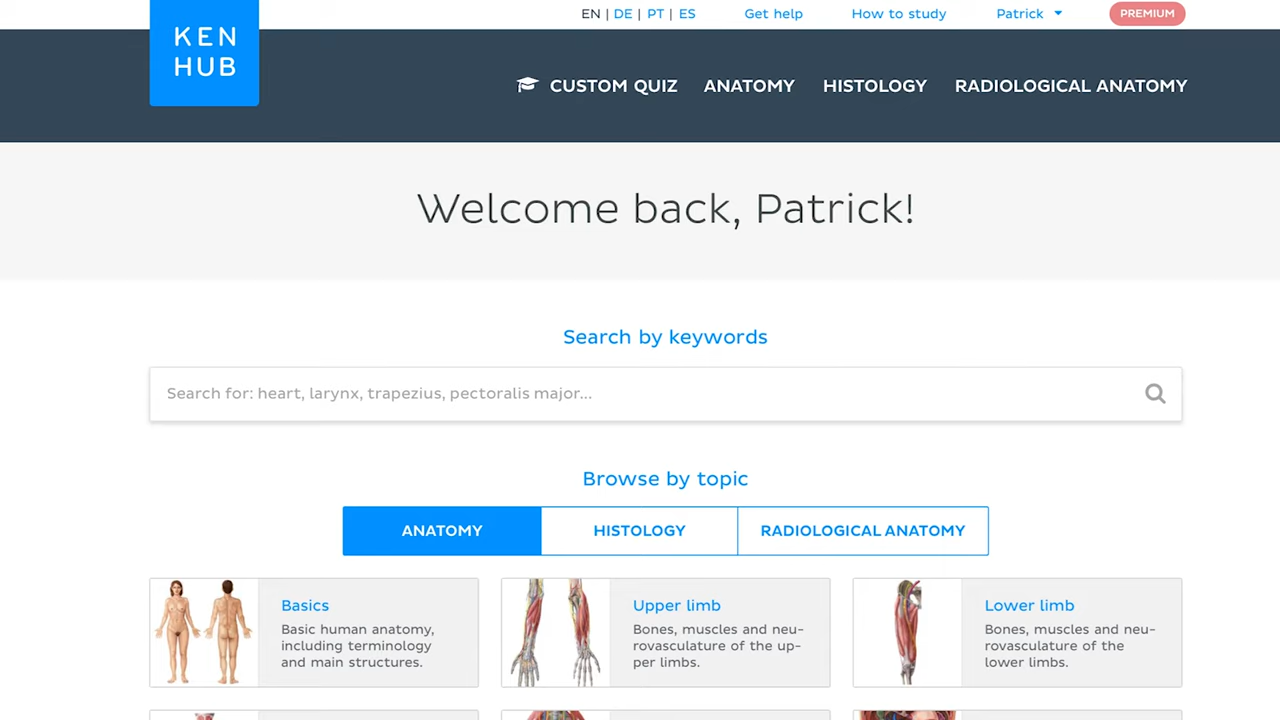 EN | DE | PT | ES Get help How to study Patrick PREMIUM
KEN
HUB
CUSTOM QUIZ ANATOMY HISTOLOGY RADIOLOGICAL ANATOMY
Welcome back, Patrick!
Search by keywords
Search for: heart, larynx, trapezius, pectoralis major...
Browse by topic
ANATOMY HISTOLOGY RADIOLOGICAL ANATOMY
Basics
Basic human anatomy,
including terminology
and main structures.
Upper limb
Bones, muscles and neu-
rovasculature of the up-
per limbs.
Lower limb
Bones, muscles and neu-
rovasculature of the
lower limbs.